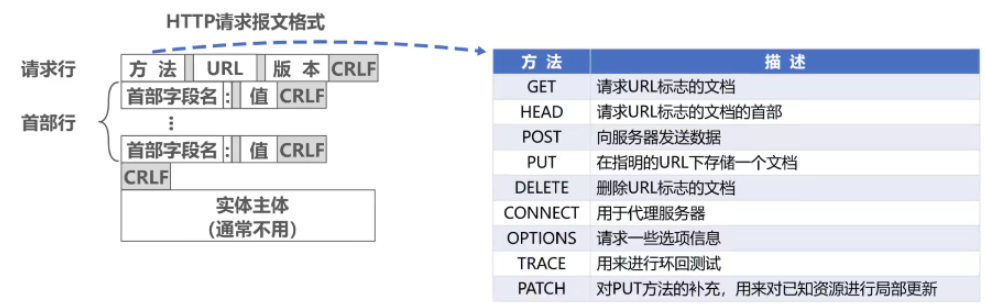 HTTP请求报文格式
请求行
方 法 URL 版 本 CRLF
首部行
首部字段名 : 值 CRLF
⋮
首部字段名 : 值 CRLF
CRLF
实体主体
(通常不用)
方 法 描 述
GET 请求URL标志的文档
HEAD 请求URL标志的文档的首部
POST 向服务器发送数据
PUT 在指明的URL下存储一个文档
DELETE 删除URL标志的文档
CONNECT 用于代理服务器
OPTIONS 请求一些选项信息
TRACE 用来进行环回测试
PATCH 对PUT方法的补充，用来对已知资源进行局部更新